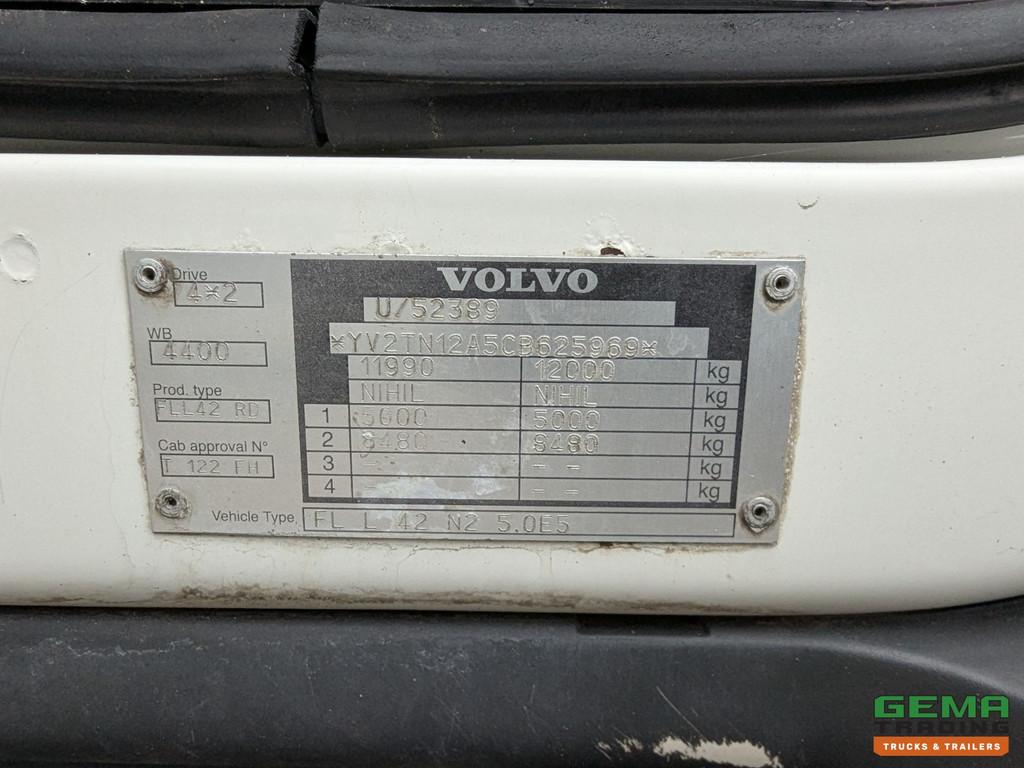 VOLVO
Drive
4*2
U/52389
WB
4400
*YV2TN12A5CB625969*
11990 12000 kg
NIHIL NIHIL kg
Prod. type
FLL42 RD
1 5600 5000 kg
2 8480 8480 kg
Cab approval N°
T 122 FH
3 - - - kg
4 - - - kg
Vehicle Type FL L 42 N2 5.0E5
GEMA
TRADING
TRUCKS & TRAILERS